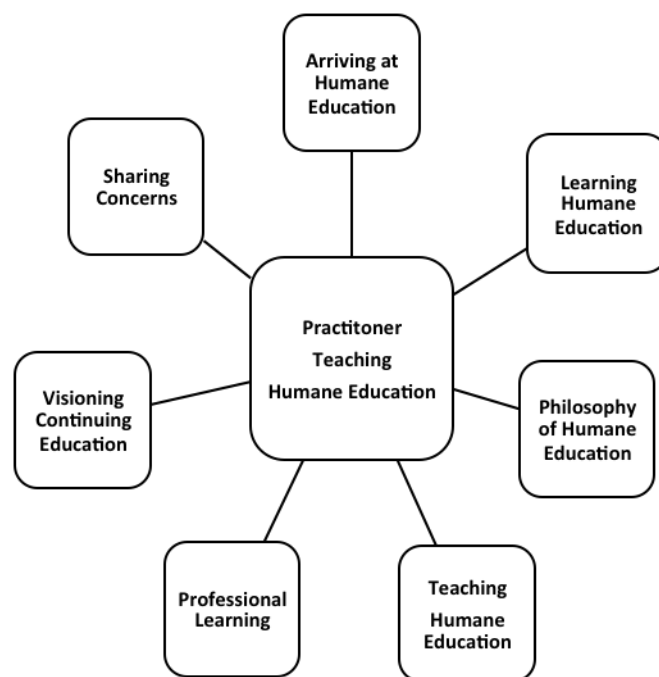 Arriving at
Humane
Education
Sharing
Concerns
Learning
Humane
Education
Practitoner
Teaching
Humane Education
Visioning
Continuing
Education
Philosophy
of Humane
Education
Professional
Learning
Teaching
Humane
Education